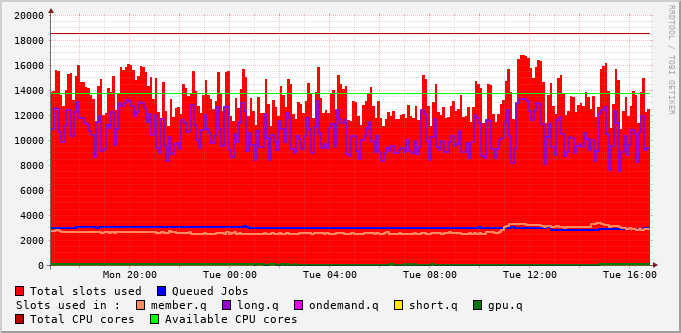 20000
18000
16000
14000
12000
10000
8000
6000
4000
2000
0
Mon 20:00 Tue 00:00 Tue 04:00 Tue 08:00 Tue 12:00 Tue 16:00
RRDTOOL / TOBI OETIKER
Total slots used Queued Jobs
Slots used in : member.q long.q ondemand.q short.q gpu.q
Total CPU cores Available CPU cores